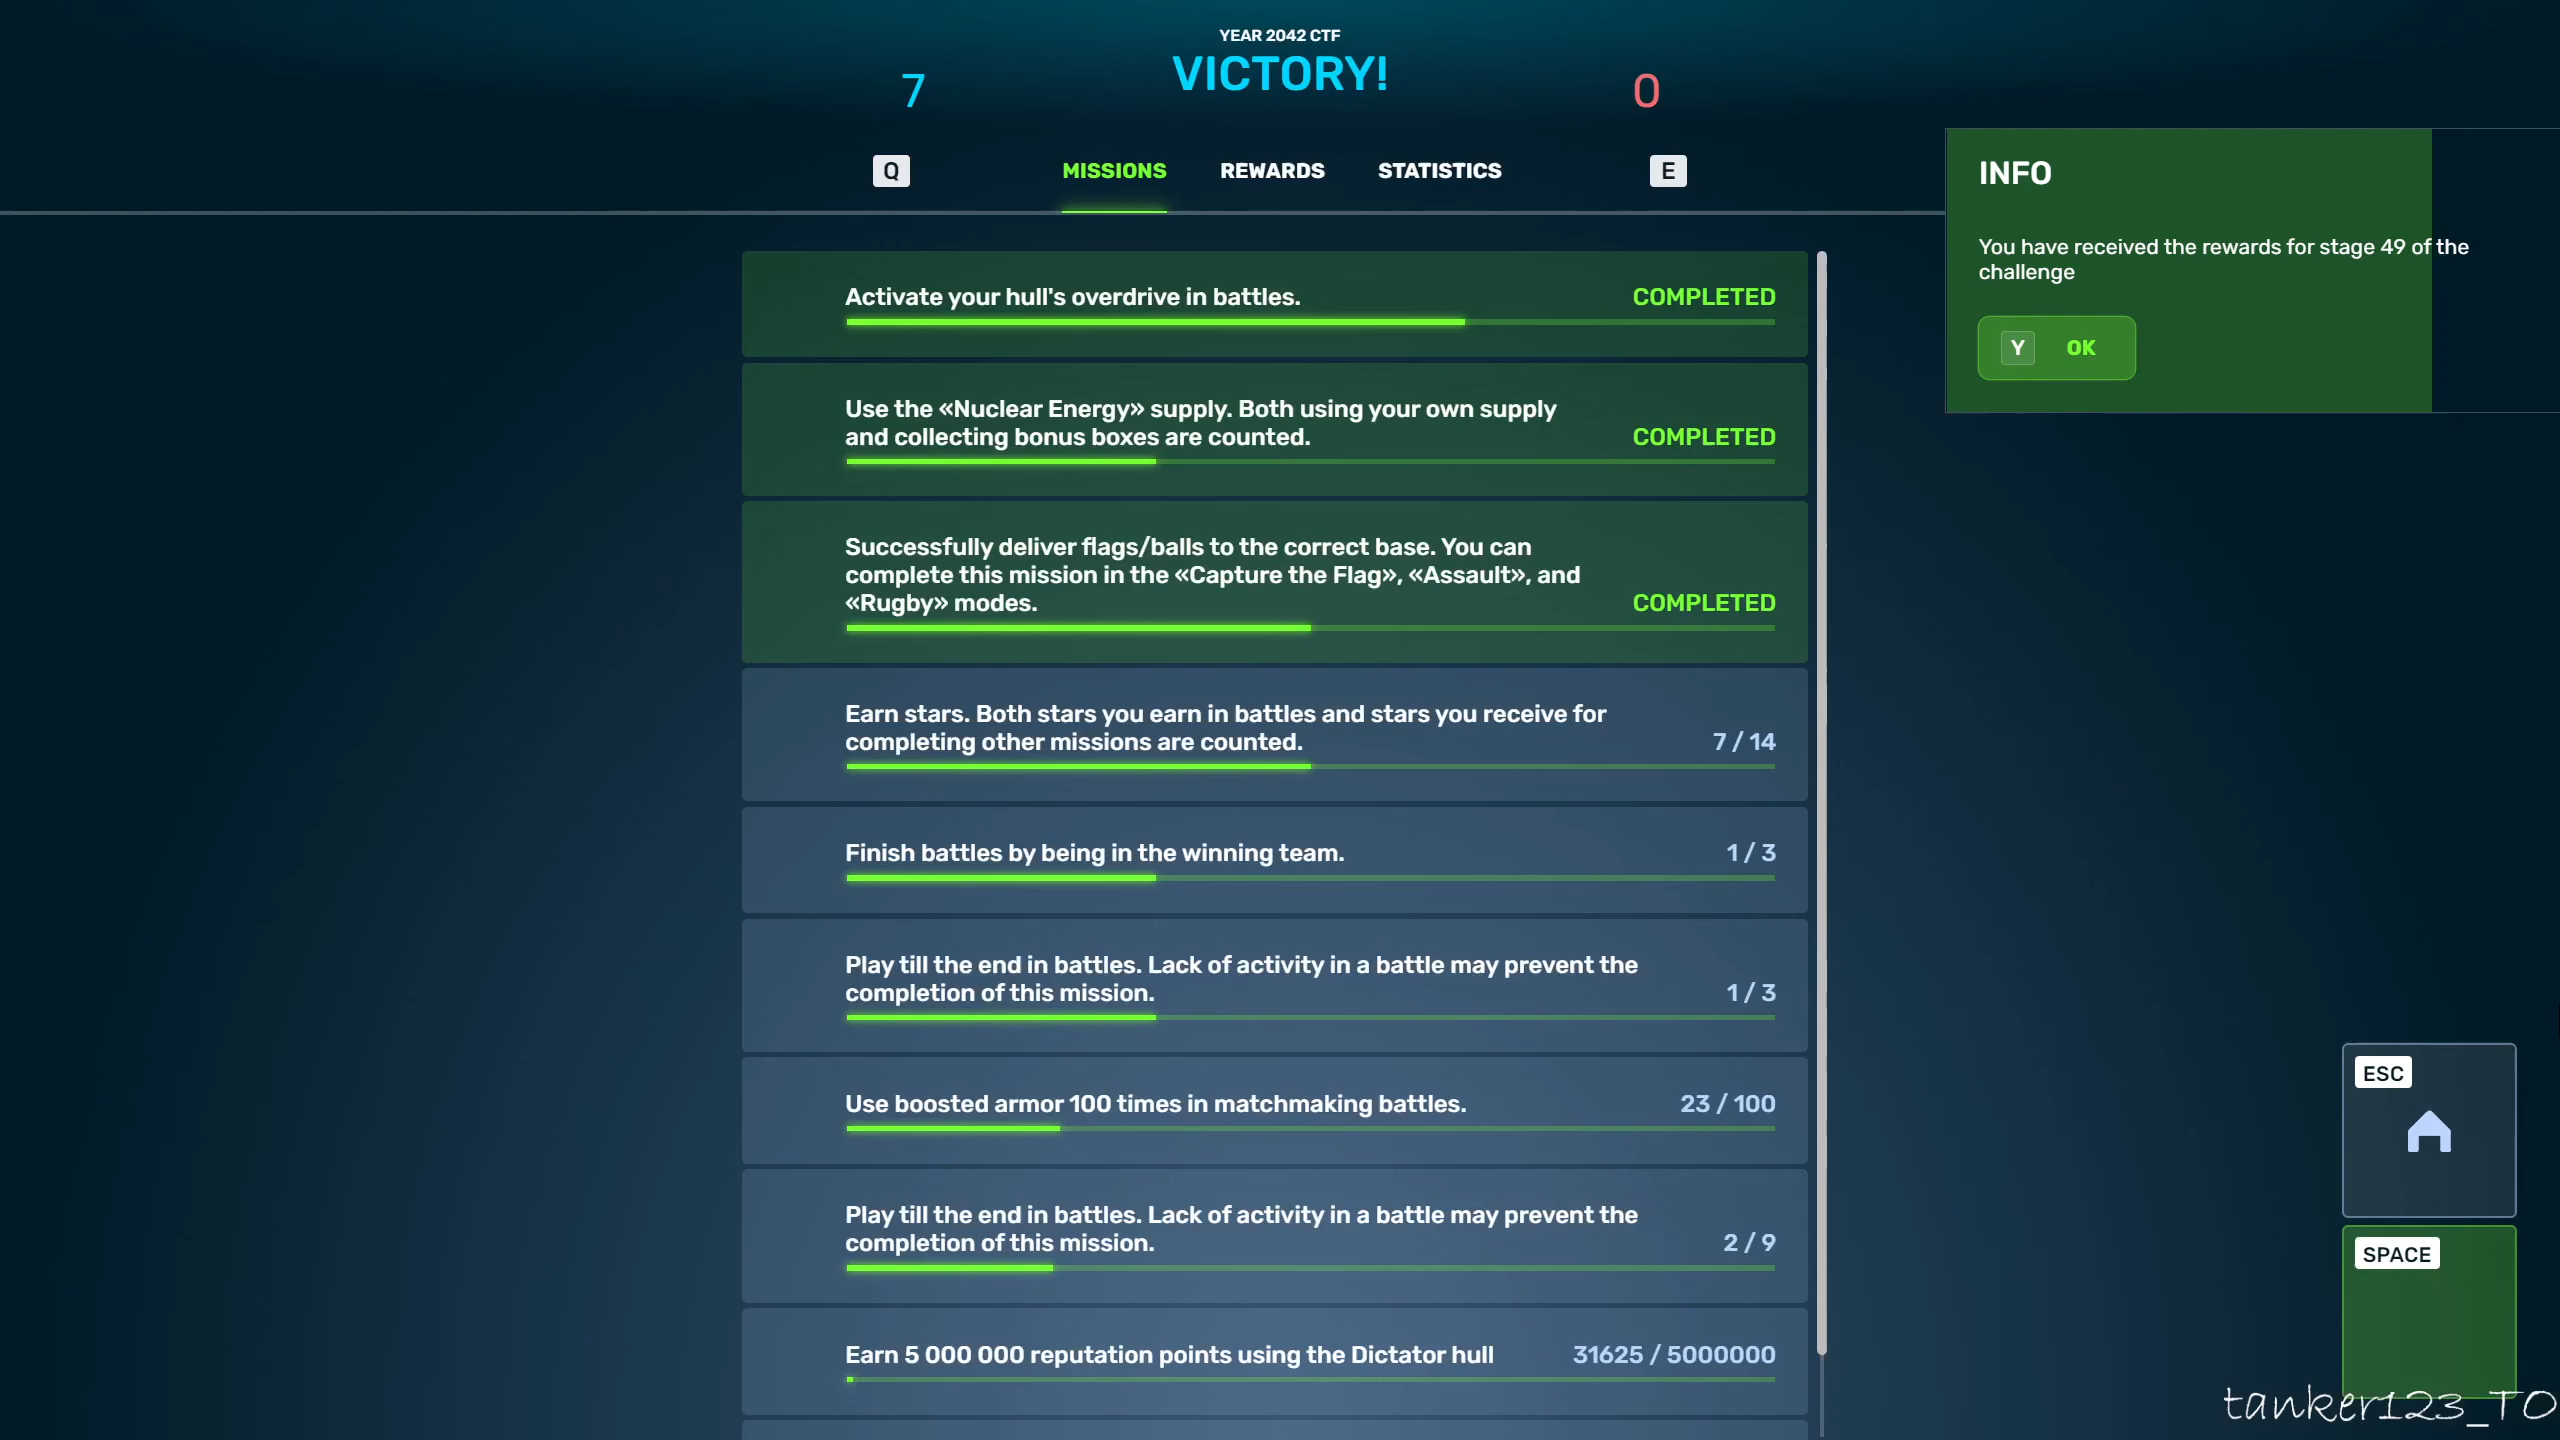 YEAR 2042 CTF
VICTORY!
7
0
Q
MISSIONS
REWARDS
STATISTICS
E
INFO
You have received the rewards for stage 49 of the
challenge
Y
OK
Activate your hull's overdrive in battles.
COMPLETED
Use the «Nuclear Energy» supply. Both using your own supply
and collecting bonus boxes are counted.
COMPLETED
Successfully deliver flags/balls to the correct base. You can
complete this mission in the «Capture the Flag», «Assault», and
«Rugby» modes.
COMPLETED
Earn stars. Both stars you earn in battles and stars you receive for
completing other missions are counted.
7 / 14
Finish battles by being in the winning team.
1 / 3
Play till the end in battles. Lack of activity in a battle may prevent the
completion of this mission.
1 / 3
Use boosted armor 100 times in matchmaking battles.
23 / 100
Play till the end in battles. Lack of activity in a battle may prevent the
completion of this mission.
2 / 9
Earn 5 000 000 reputation points using the Dictator hull
31625 / 5000000
ESC
SPACE
tanker123_TO